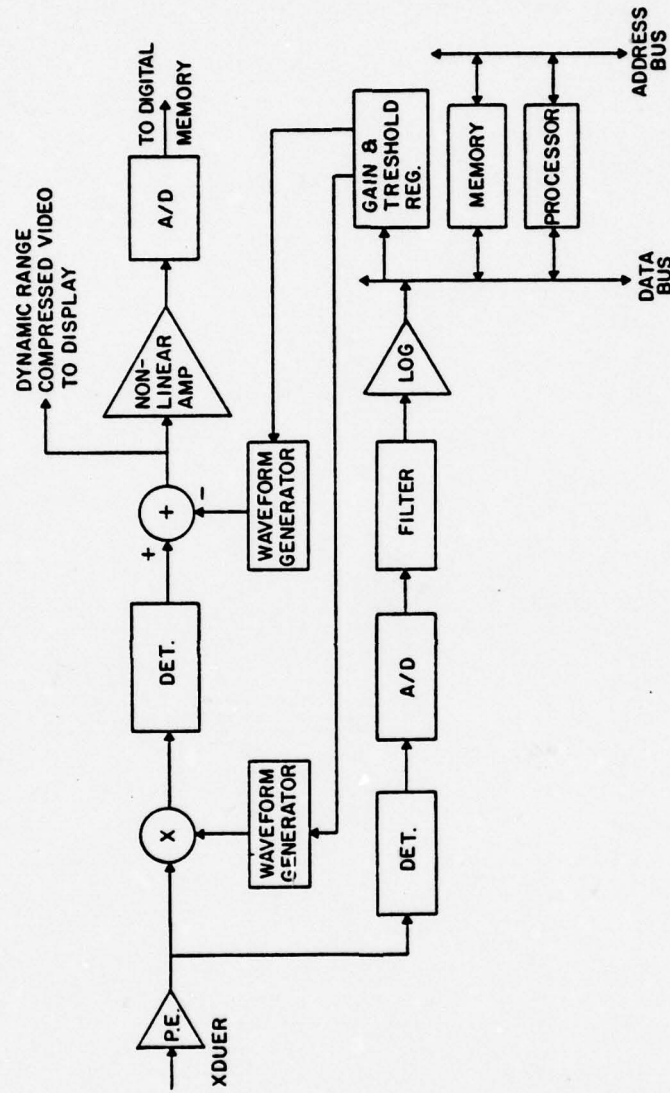 P.E.
XDUER
X
WAVEFORM
GENERATOR
DET.
+
+
-
WAVEFORM
GENERATOR
DYNAMIC RANGE
COMPRESSED VIDEO
TO DISPLAY
NON-
LINEAR
AMP
A/D
TO DIGITAL
MEMORY
DET.
A/D
FILTER
LOG
GAIN &
TRESHOLD
REG.
MEMORY
PROCESSOR
DATA
BUS
ADDRESS
BUS